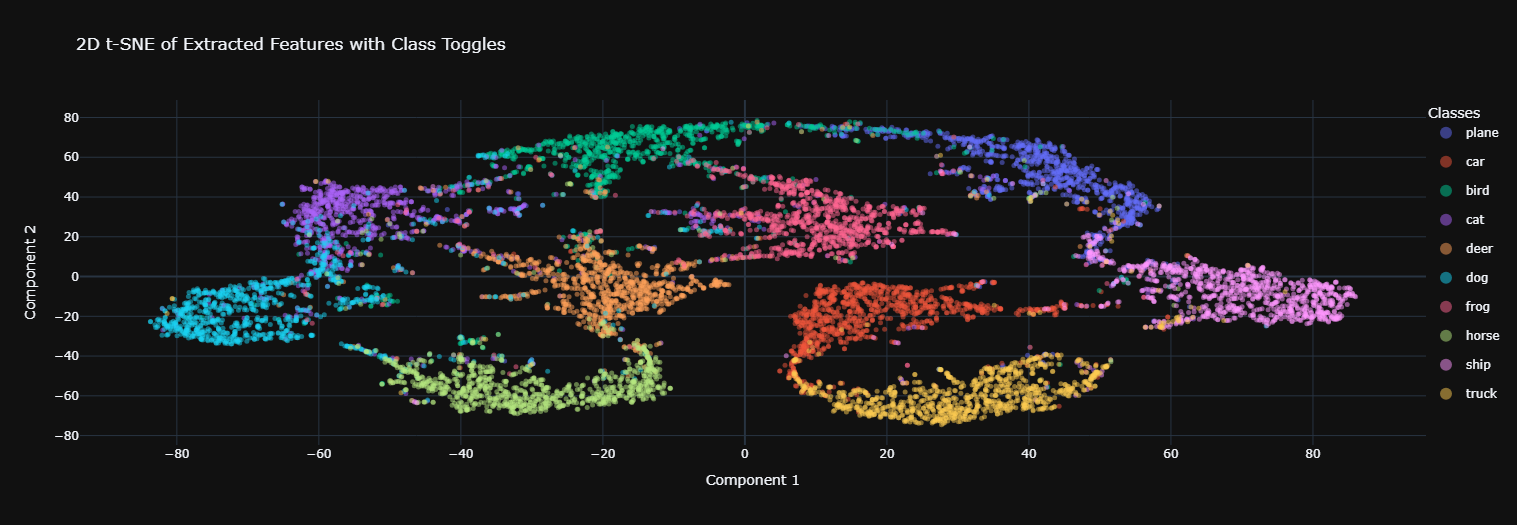 2D t-SNE of Extracted Features with Class Toggles
Classes
plane
car
bird
cat
deer
dog
frog
horse
ship
truck
Component 2
80
60
40
20
0
−20
−40
−60
−80
−80
−60
−40
−20
0
20
40
60
80
Component 1